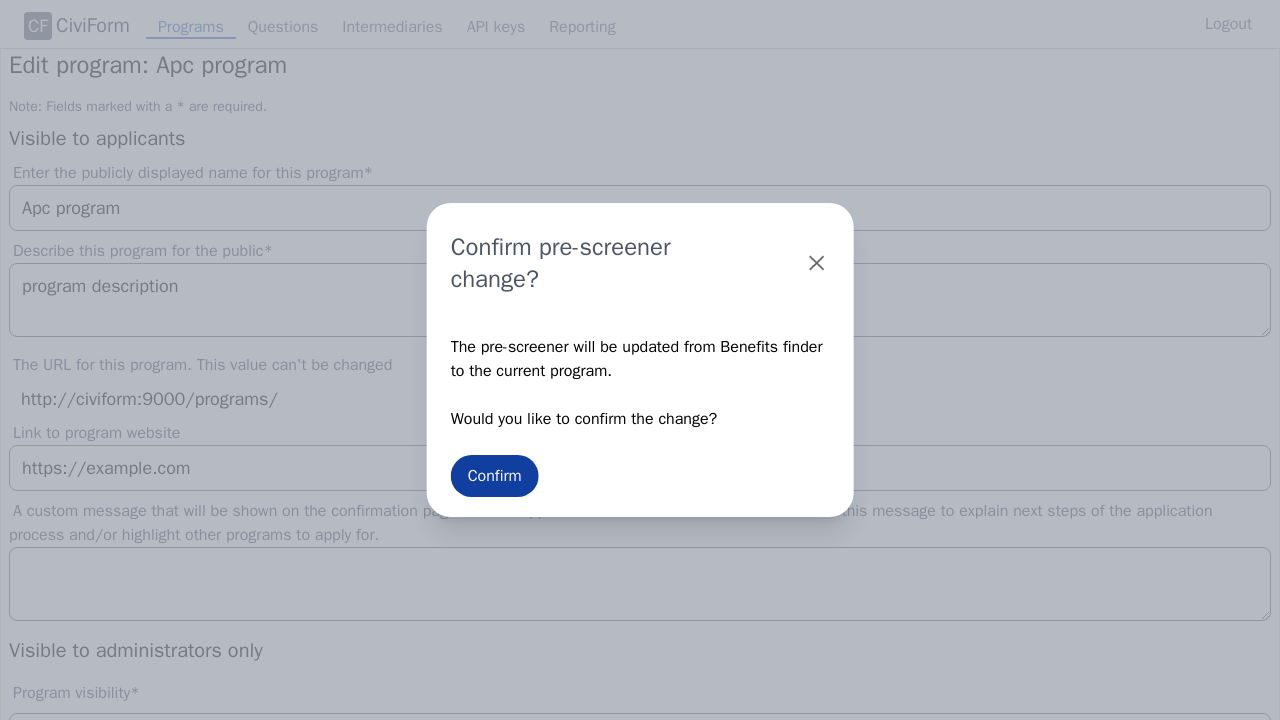 CF CiviForm Programs Questions Intermediaries API keys Reporting Logout
Edit program: Apc program
Note: Fields marked with a * are required.
Visible to applicants
Enter the publicly displayed name for this program*
Apc program
Describe this program for the public*
program description
The URL for this program. This value can't be changed
http://civiform:9000/programs/
Link to program website
https://example.com
A custom message that will be shown on the confirmation this message to explain next steps of the application
process and/or highlight other programs to apply for.
Visible to administrators only
Program visibility*
Confirm pre-screener
change?
The pre-screener will be updated from Benefits finder
to the current program.
Would you like to confirm the change?
Confirm